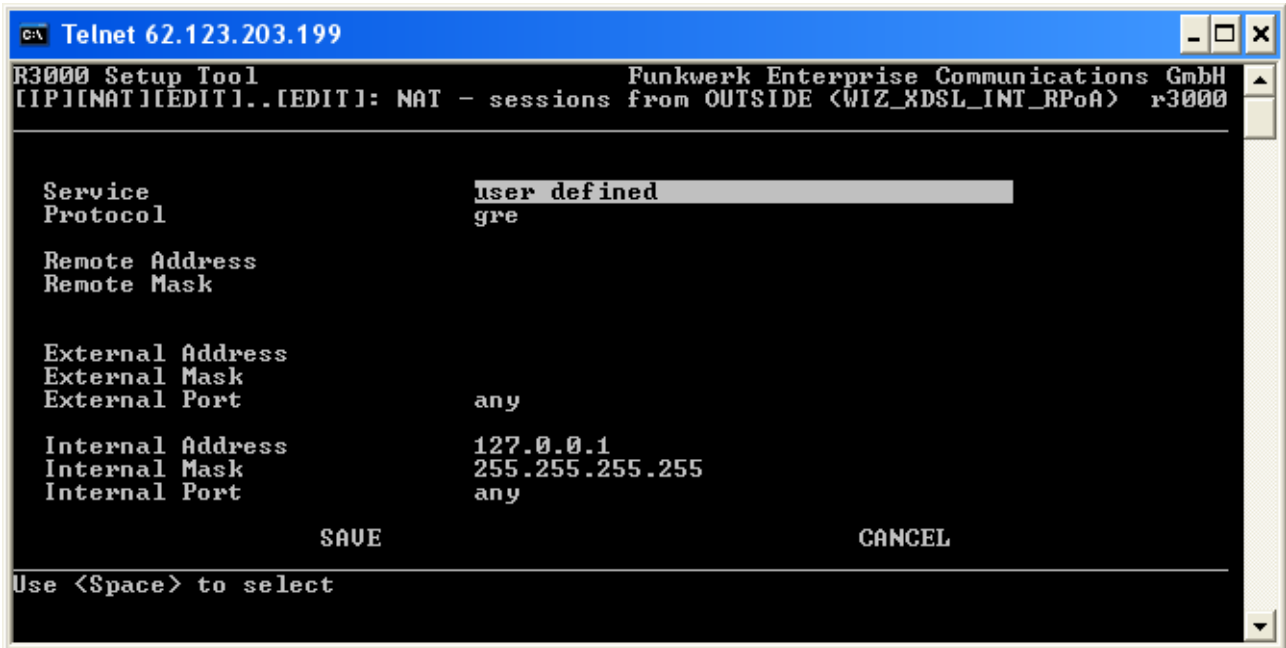 Telnet 62.123.203.199
R3000 Setup Tool Funkwerk Enterprise Communications GmbH
[IP][NAT][EDIT]..[EDIT]: NAT - sessions from OUTSIDE (WIZ_XDSL_INT_RPoA) r3000
Service user defined
Protocol gre
Remote Address
Remote Mask
External Address
External Mask
External Port any
Internal Address 127.0.0.1
Internal Mask 255.255.255.255
Internal Port any
SAVE CANCEL
Use <Space> to select